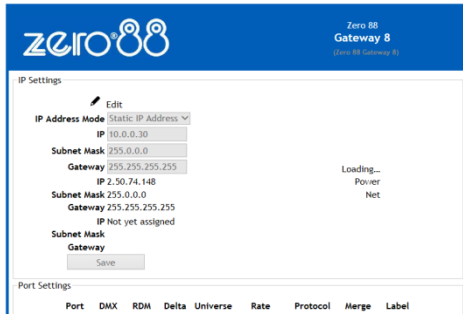 zero®88
Zero 88
Gateway 8
(Zero 88 Gateway 8)
IP Settings
Edit
IP Address Mode Static IP Address
IP 10.0.0.30
Subnet Mask 255.0.0.0
Gateway 255.255.255.255
IP 2.50.74.148
Subnet Mask 255.0.0.0
Gateway 255.255.255.255
IP Not yet assigned
Subnet Mask
Gateway
Save
Loading...
Power
Net
Port Settings
Port DMX RDM Delta Universe Rate Protocol Merge Label